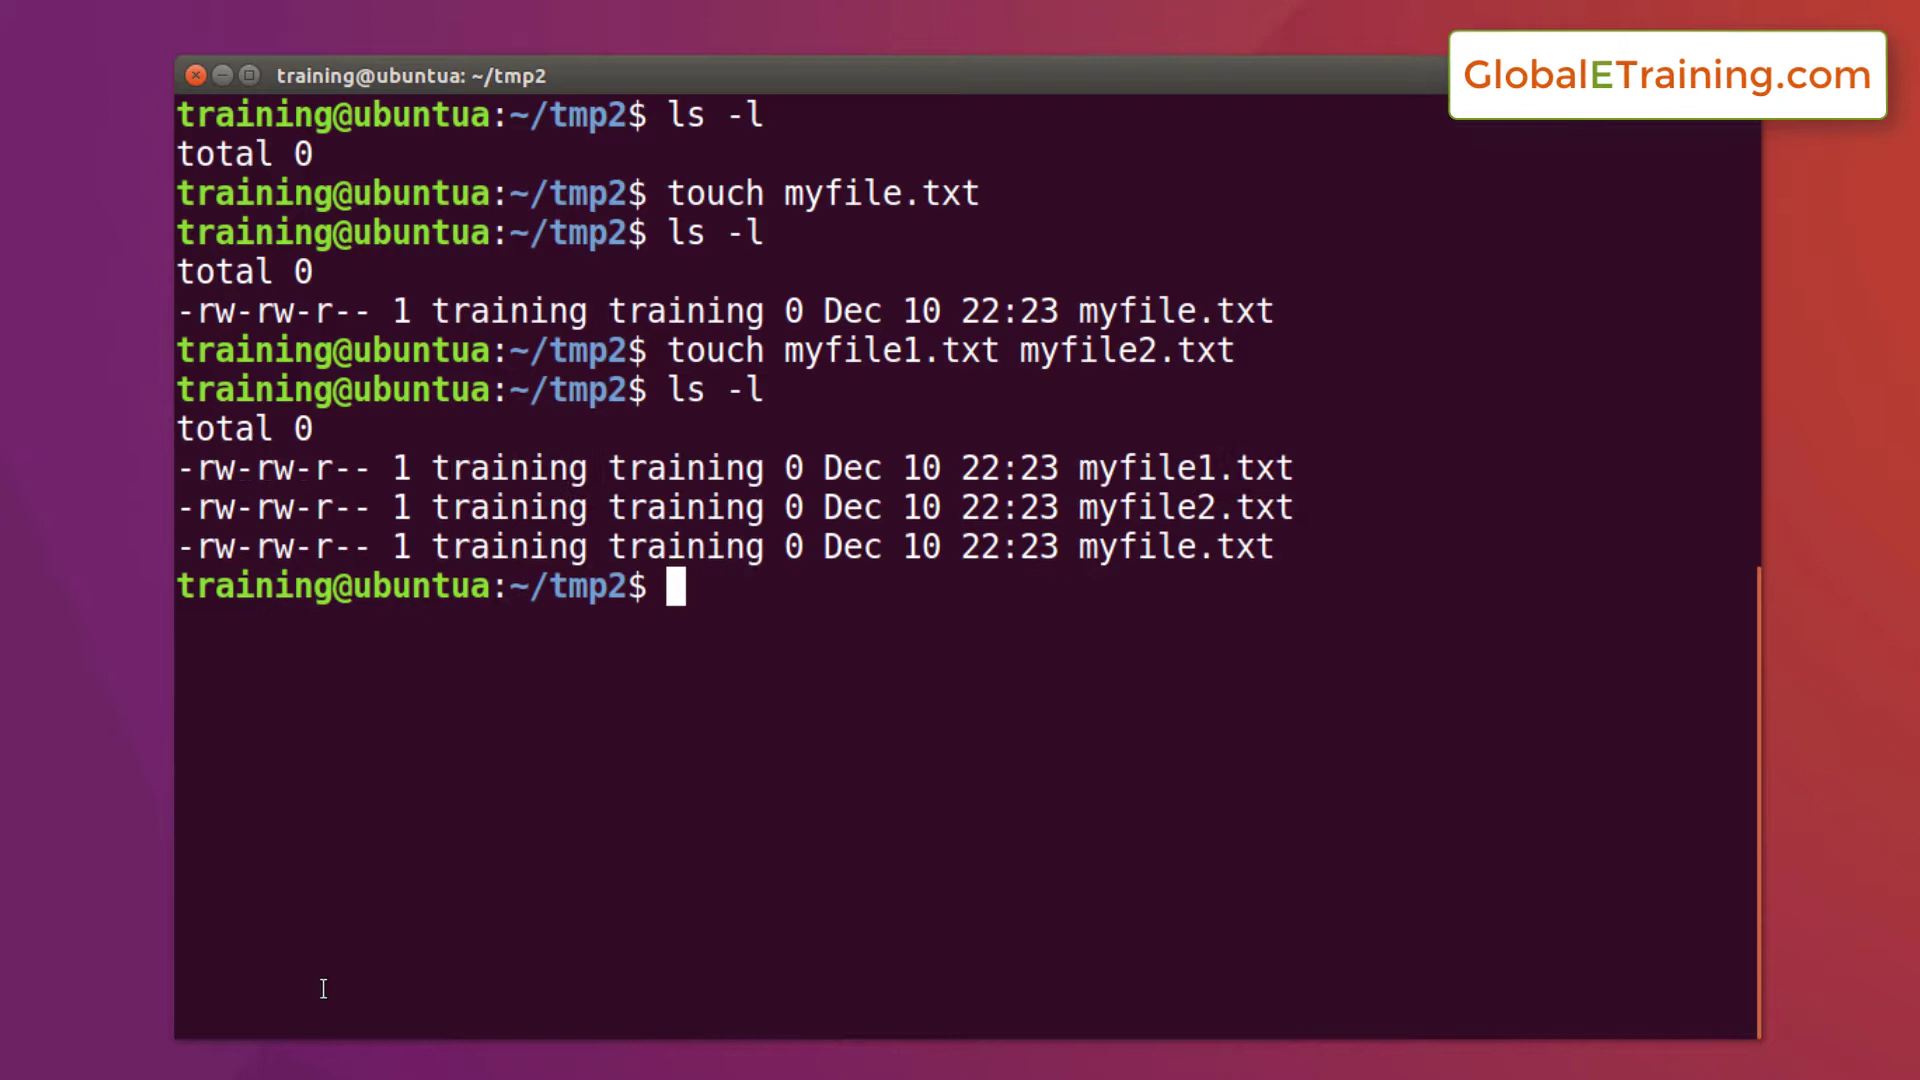 GlobalETraining.com
training@ubuntua: ~/tmp2
training@ubuntua:~/tmp2$ ls -l
total 0
training@ubuntua:~/tmp2$ touch myfile.txt
training@ubuntua:~/tmp2$ ls -l
total 0
-rw-rw-r-- 1 training training 0 Dec 10 22:23 myfile.txt
training@ubuntua:~/tmp2$ touch myfile1.txt myfile2.txt
training@ubuntua:~/tmp2$ ls -l
total 0
-rw-rw-r-- 1 training training 0 Dec 10 22:23 myfile1.txt
-rw-rw-r-- 1 training training 0 Dec 10 22:23 myfile2.txt
-rw-rw-r-- 1 training training 0 Dec 10 22:23 myfile.txt
training@ubuntua:~/tmp2$